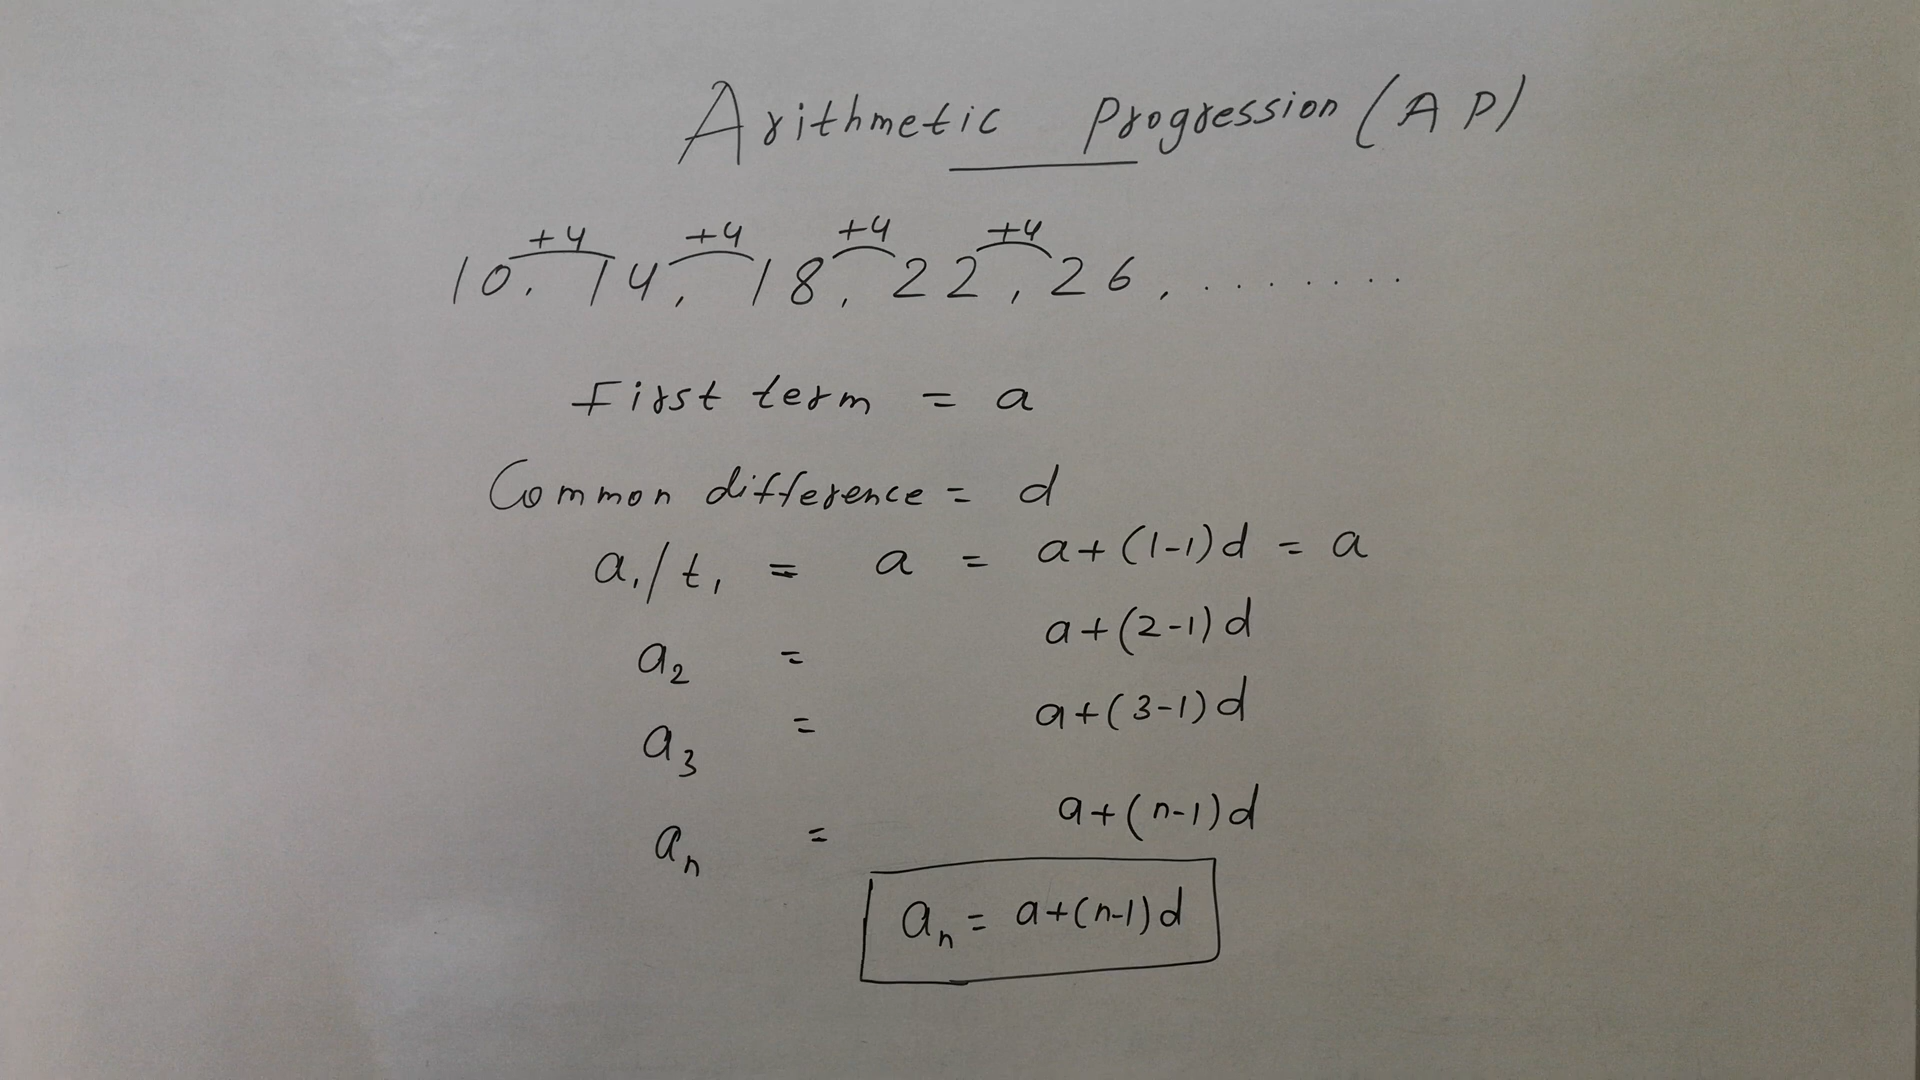 Arithmetic Progression (AP)
+4 +4 +4 +4
10, 14, 18, 22, 26, ........
First term = a
Common difference = d
a₁/t₁ = a = a+(1-1)d = a
a₂ = a+(2-1)d
a₃ = a+(3-1)d
aₙ = a+(n-1)d
aₙ = a+(n-1)d